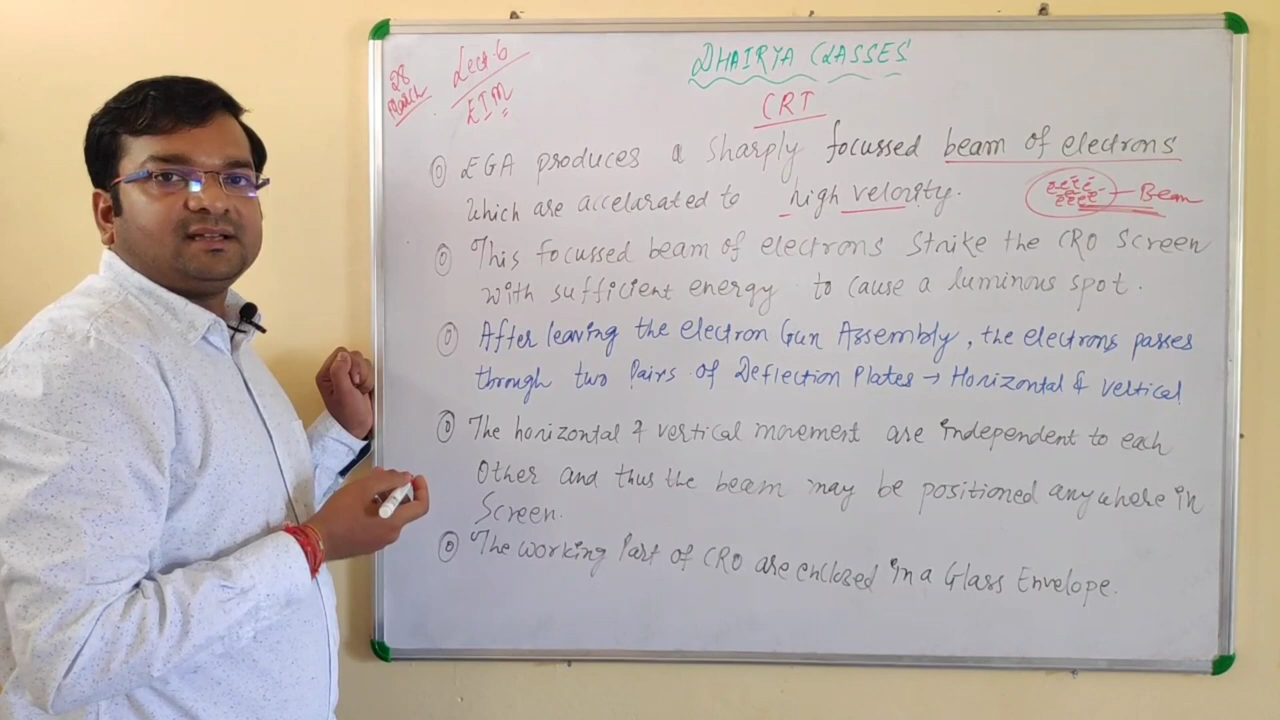 28
March
Lect-6
EIM
DHAIRYA CLASSES
CRT
EGA produces a sharply focussed beam of electrons
Which are accelarated to high velocity.
e e e e
e e e e
Beam
This focussed beam of electrons strike the CRO Screen
with sufficient energy to cause a luminous spot.
After leaving the electron Gun Assembly, the electrons passes
through two Pairs of Deflection Plates → Horizontal & vertical
The horizontal & vertical movement are independent to each
Other and thus the beam may be positioned anywhere in
Screen.
The working Part of CRO are enclosed in a Glass Envelope.